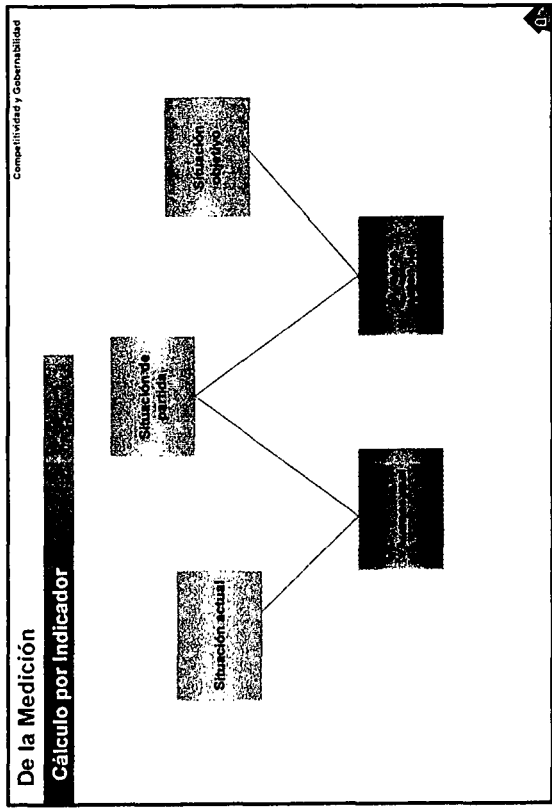 De la Medición
Competitividad y Gobernabilidad
Cálculo por Indicador
Situación actual
Situación de
partida
Situación
objetivo